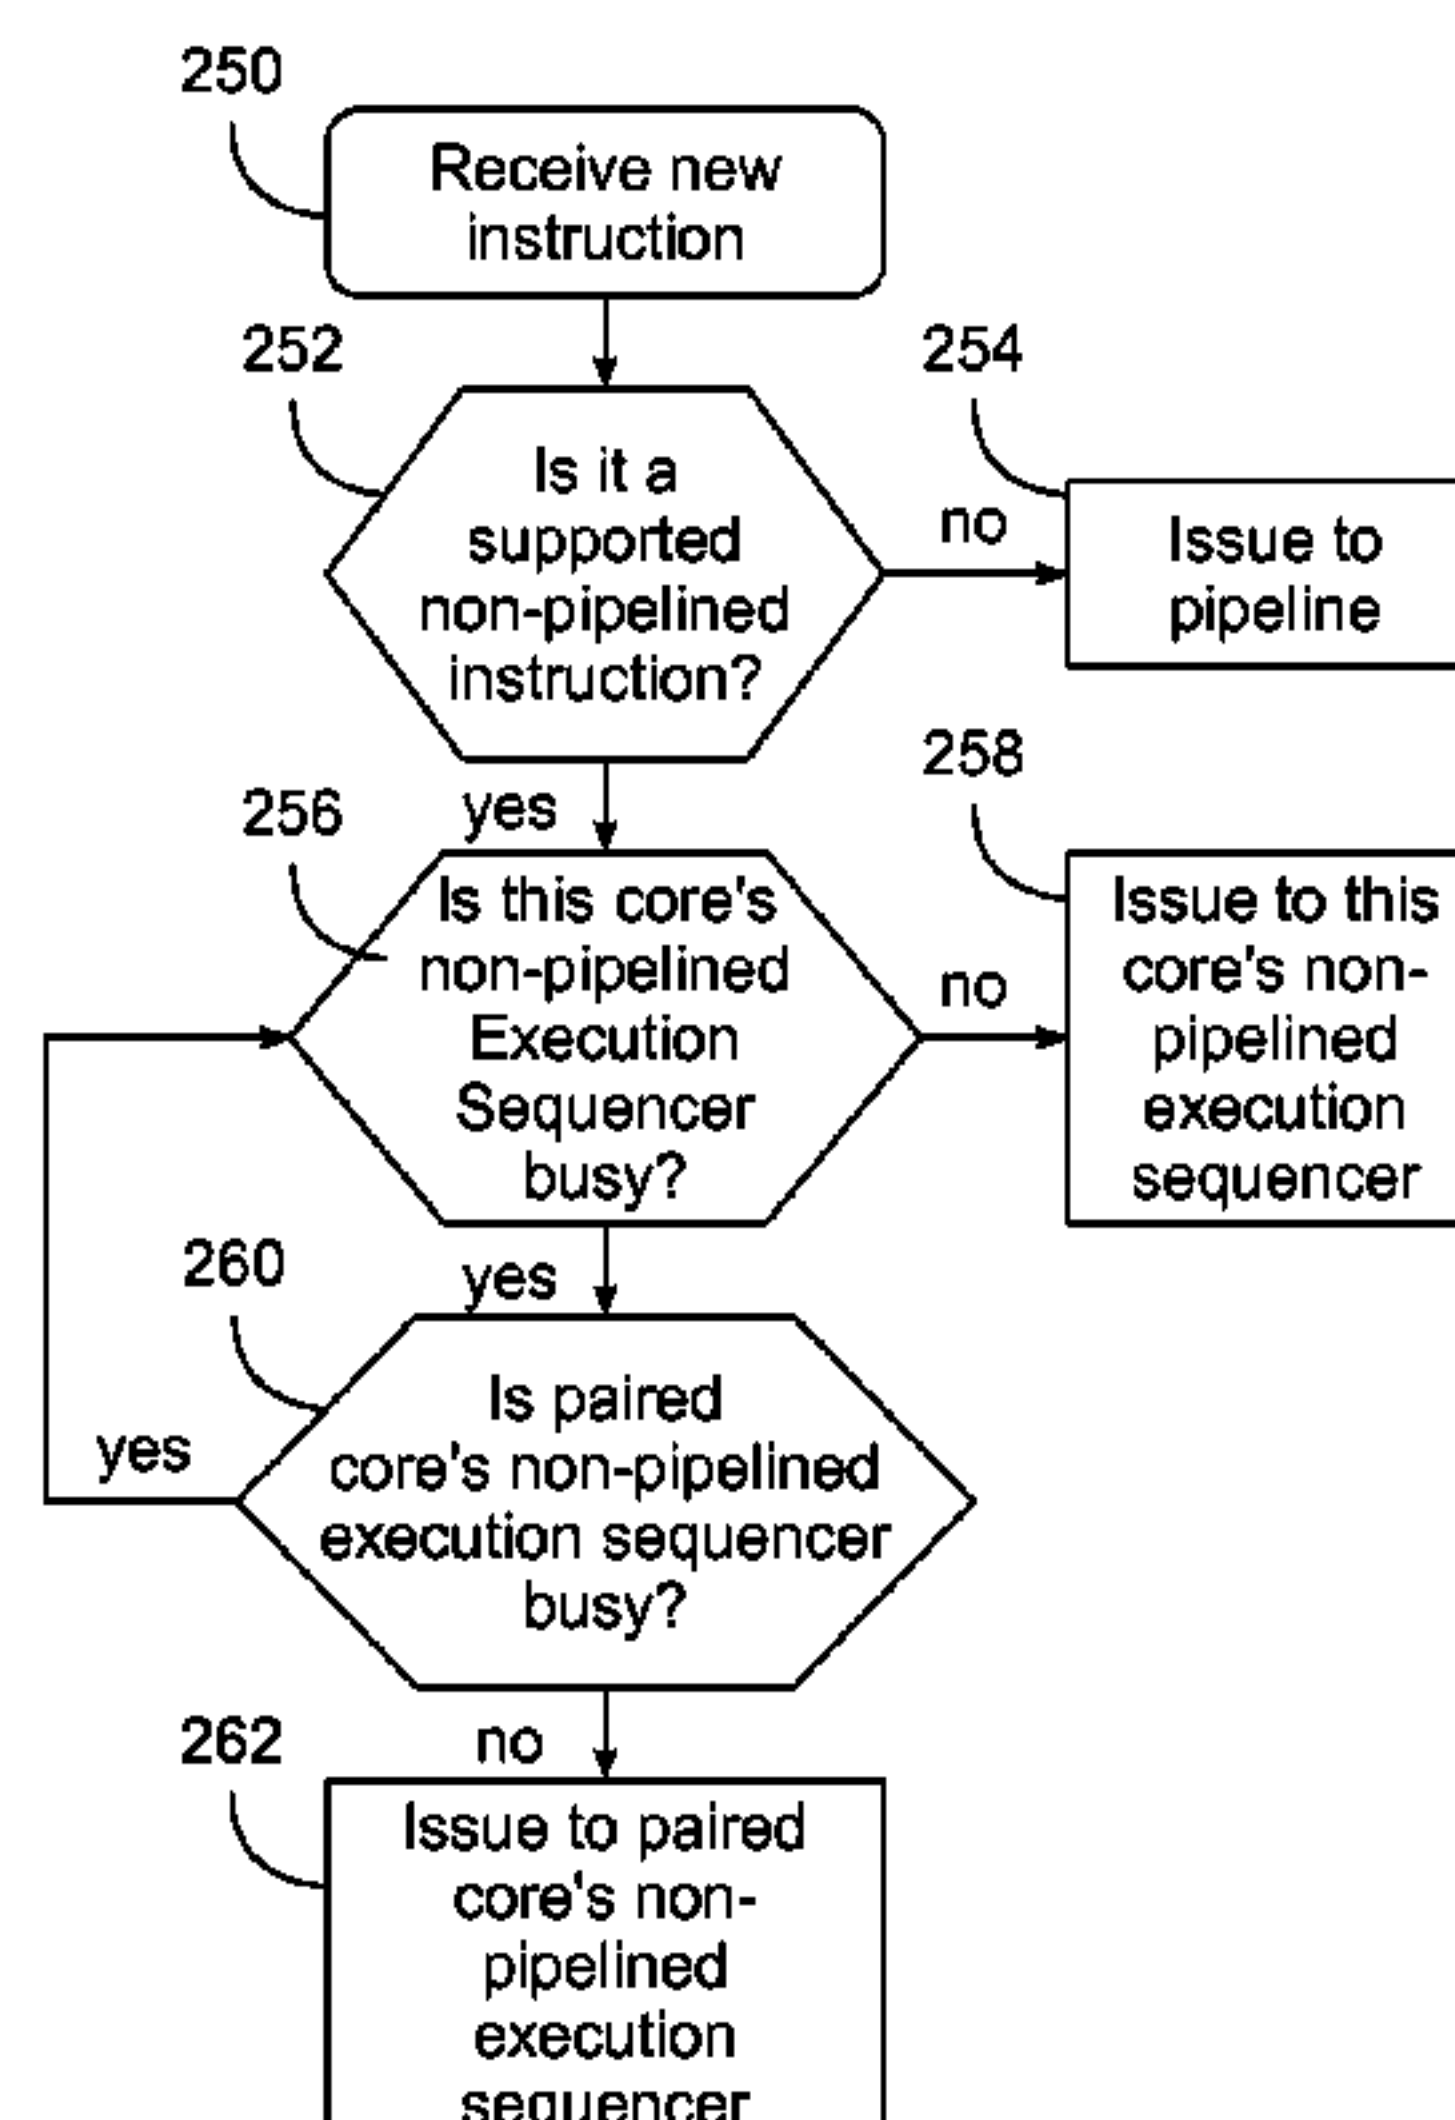 250
Receive new
instruction
252
254
Is it a
supported
non-pipelined
instruction?
no
Issue to
pipeline
yes
256
258
Is this core's
non-pipelined
Execution
Sequencer
busy?
no
Issue to this
core's non-
pipelined
execution
sequencer
yes
260
Is paired
core's non-pipelined
execution sequencer
busy?
yes
no
262
Issue to paired
core's non-
pipelined
execution
sequencer